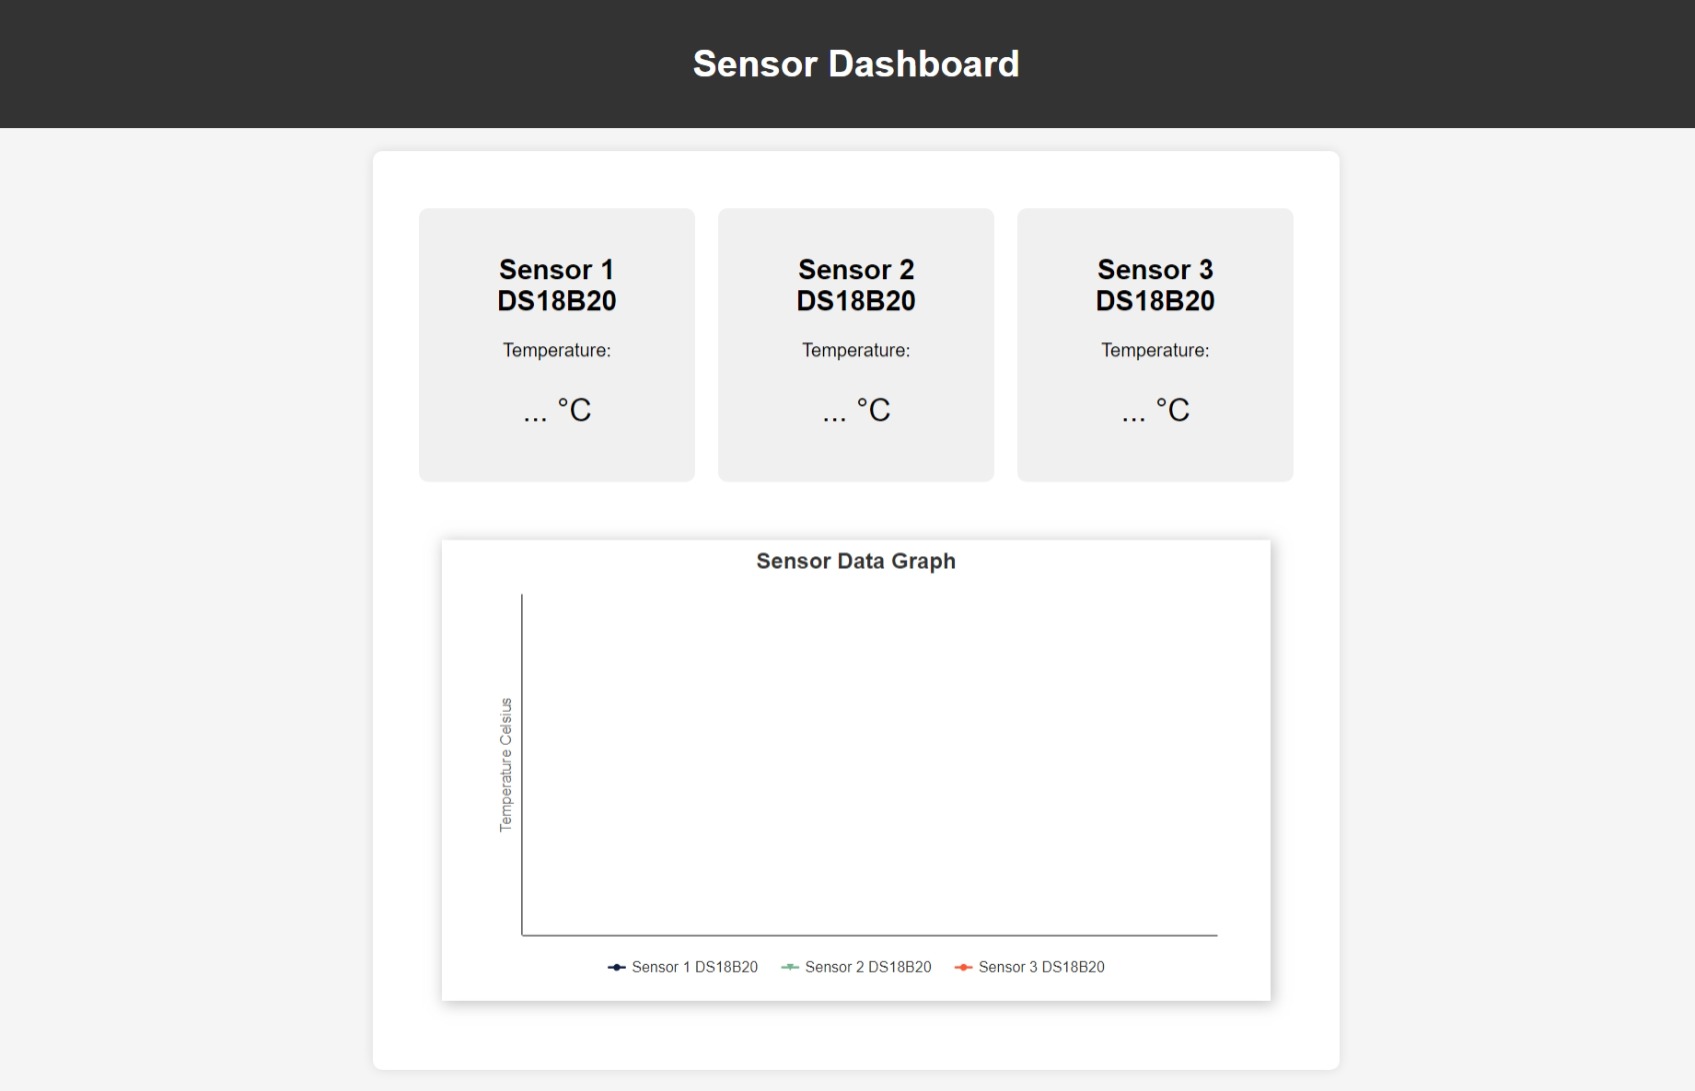 Sensor Dashboard
Sensor 1
DS18B20
Temperature:
... °C
Sensor 2
DS18B20
Temperature:
... °C
Sensor 3
DS18B20
Temperature:
... °C
Sensor Data Graph
Temperature Celsius
Sensor 1 DS18B20 Sensor 2 DS18B20 Sensor 3 DS18B20